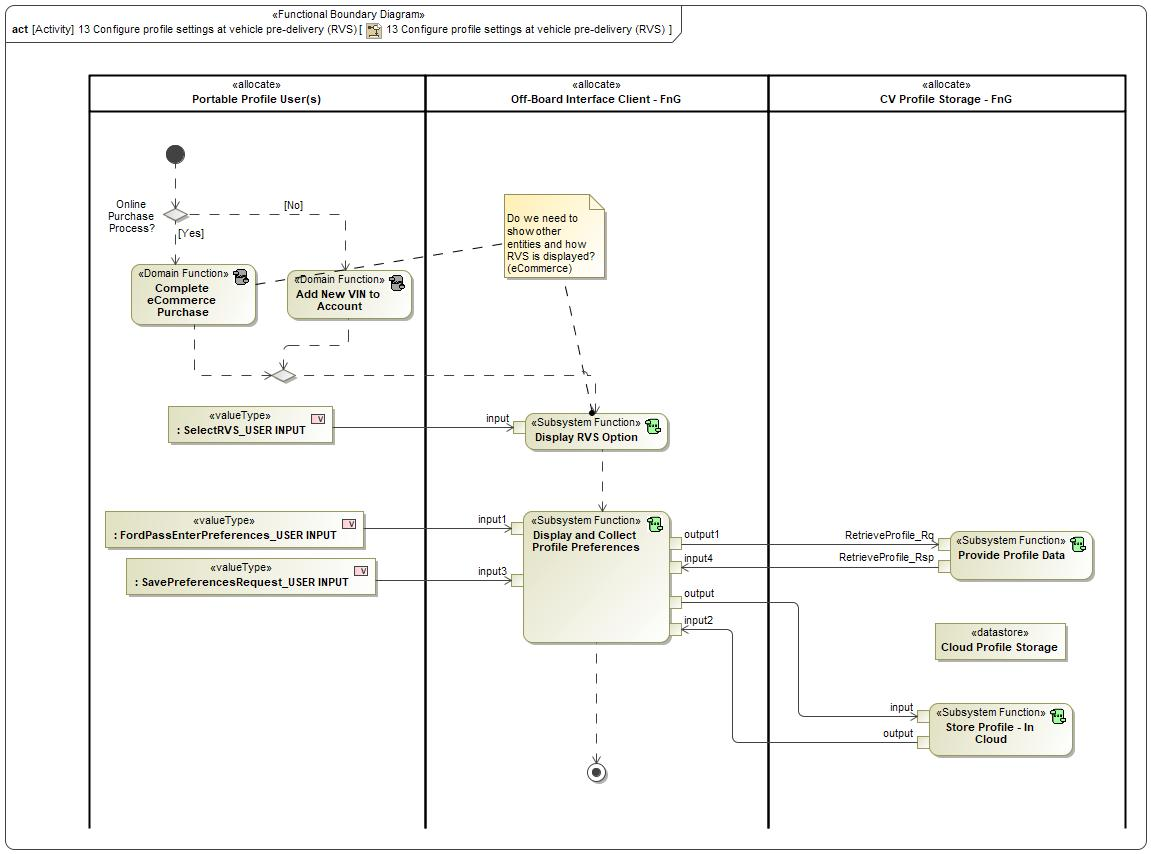 «Functional Boundary Diagram»
act [Activity] 13 Configure profile settings at vehicle pre-delivery (RVS) [ 13 Configure profile settings at vehicle pre-delivery (RVS) ]
«allocate»
Portable Profile User(s)
«allocate»
Off-Board Interface Client - FnG
«allocate»
CV Profile Storage - FnG
Online
Purchase
Process?
[No]
[Yes]
«Domain Function»
Complete
eCommerce
Purchase
«Domain Function»
Add New VIN to
Account
Do we need to
show other
entities and how
RVS is displayed?
(eCommerce)
«valueType»
: SelectRVS_USER INPUT
V
input
«Subsystem Function»
Display RVS Option
«valueType»
: FordPassEnterPreferences_USER INPUT
V
«valueType»
: SavePreferencesRequest_USER INPUT
V
input1
input3
«Subsystem Function»
Display and Collect
Profile Preferences
output1
input4
output
input2
RetrieveProfile_Rq
RetrieveProfile_Rsp
«Subsystem Function»
Provide Profile Data
«datastore»
Cloud Profile Storage
input
output
«Subsystem Function»
Store Profile - In
Cloud